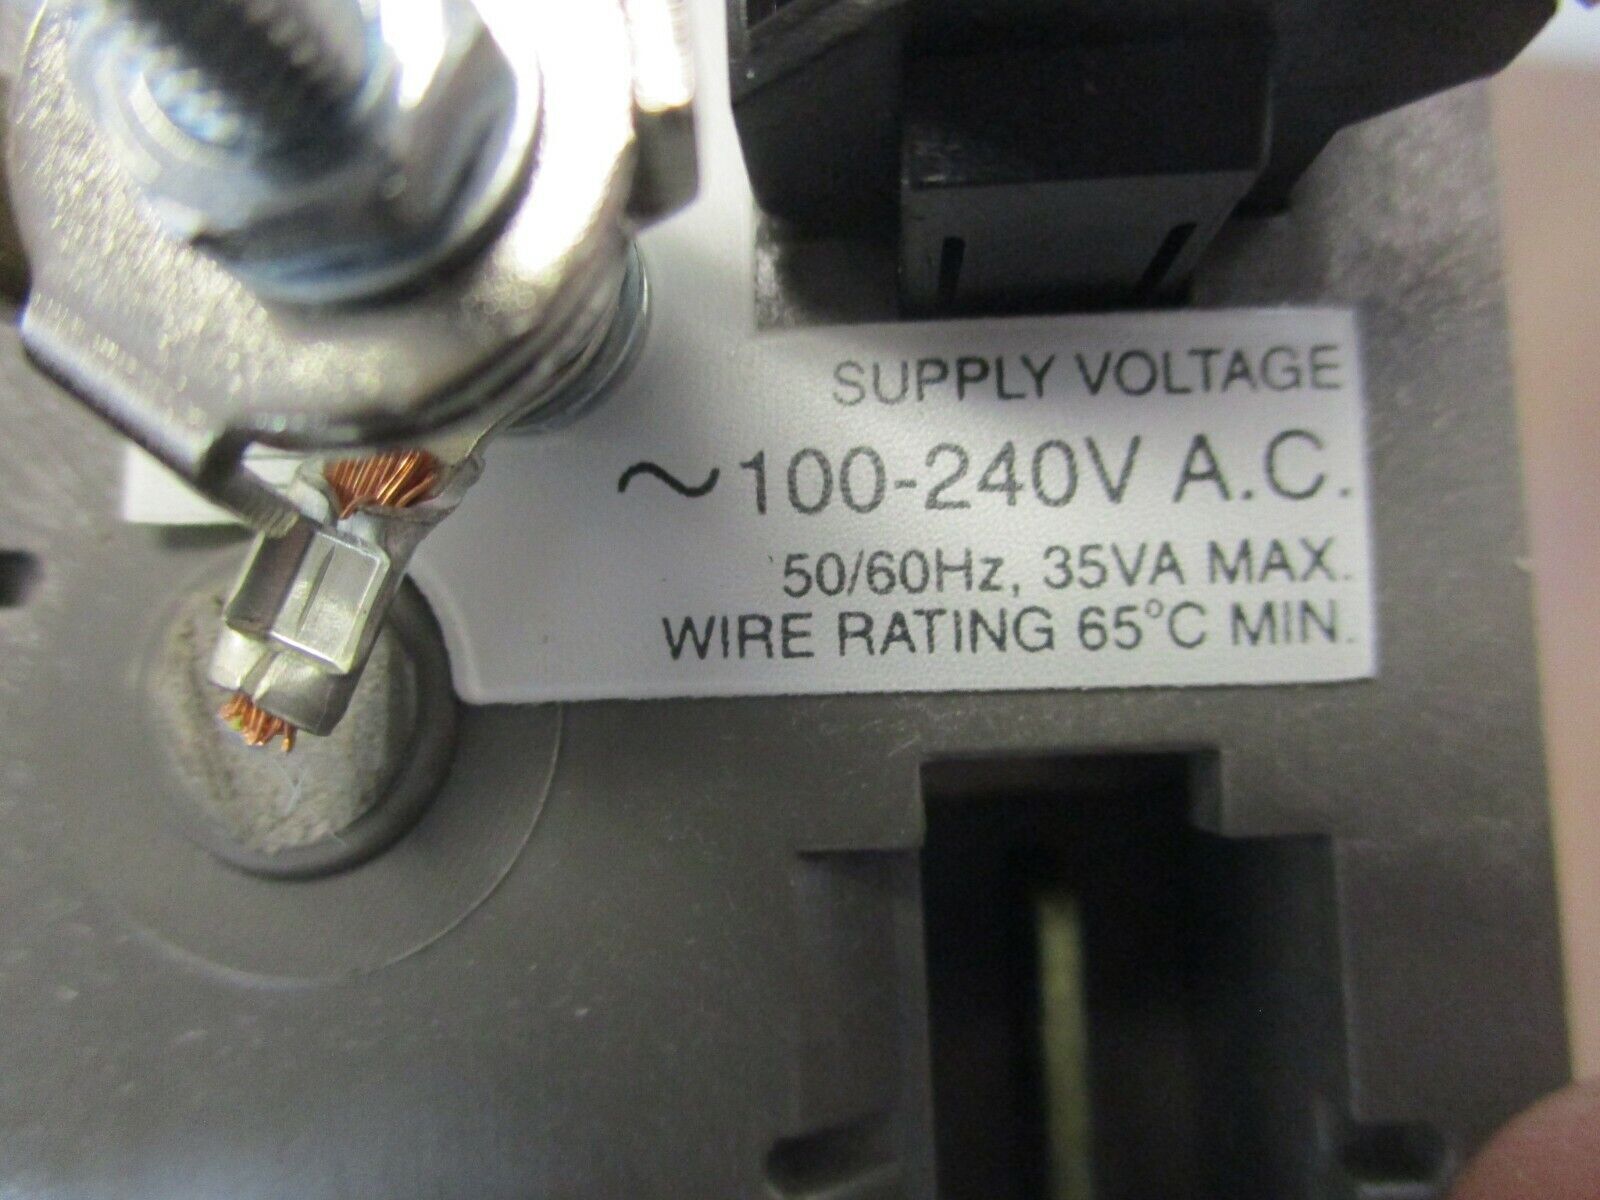 SUPPLY VOLTAGE
~100-240V A.C.
50/60Hz, 35VA MAX.
WIRE RATING 65°C MIN.